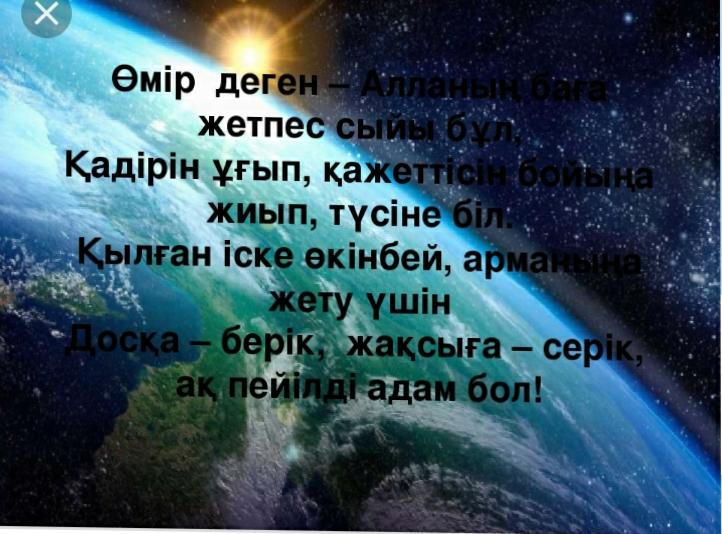 Өмір деген – Алланың баға
жетпес сыйы бұл,
Қадірін ұғып, қажеттісін бойыңа
жиып, түсіне біл.
Қылған іске өкінбей, арманыңа
жету үшін
Досқа – берік, жақсыға – серік,
ақ пейілді адам бол!